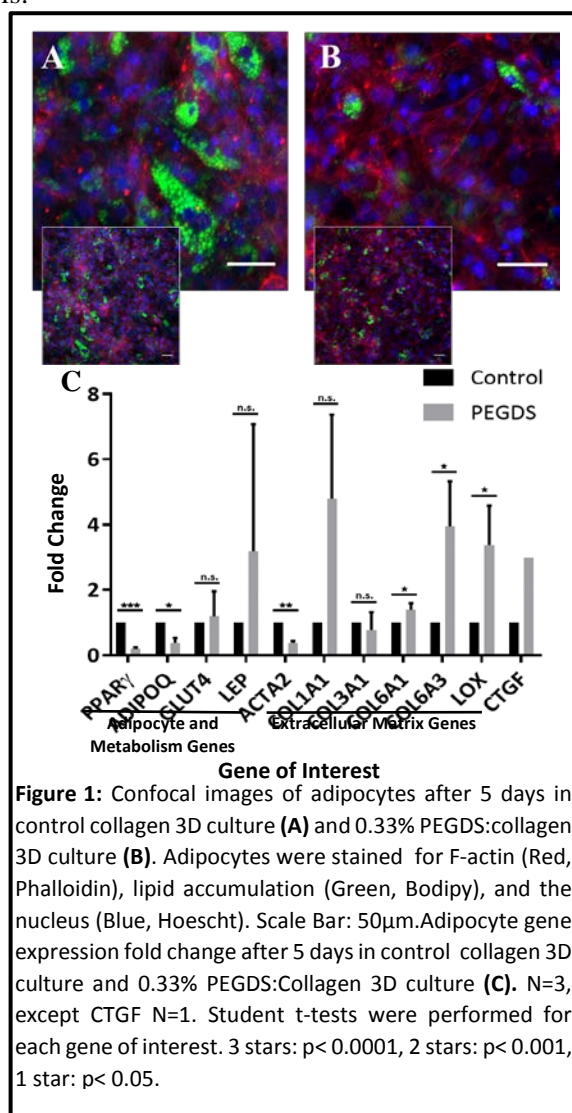 A
B
C
8
6
4
2
0
Fold Change
Control
PEGDS
***
*
n.s.
n.s.
**
n.s.
n.s.
*
*
*
PPARγ
ADIPOQ
GLUT4
LEP
ACTA2
COL1A1
COL3A1
COL6A1
COL6A3
LOX
CTGF
Adipocyte and
Metabolism Genes
Extracellular Matrix Genes
Gene of Interest
Figure 1: Confocal images of adipocytes after 5 days in
control collagen 3D culture (A) and 0.33% PEGDS:collagen
3D culture (B). Adipocytes were stained for F-actin (Red,
Phalloidin), lipid accumulation (Green, Bodipy), and the
nucleus (Blue, Hoescht). Scale Bar: 50μm.Adipocyte gene
expression fold change after 5 days in control collagen 3D
culture and 0.33% PEGDS:Collagen 3D culture (C). N=3,
except CTGF N=1. Student t-tests were performed for
each gene of interest. 3 stars: p< 0.0001, 2 stars: p< 0.001,
1 star: p< 0.05.